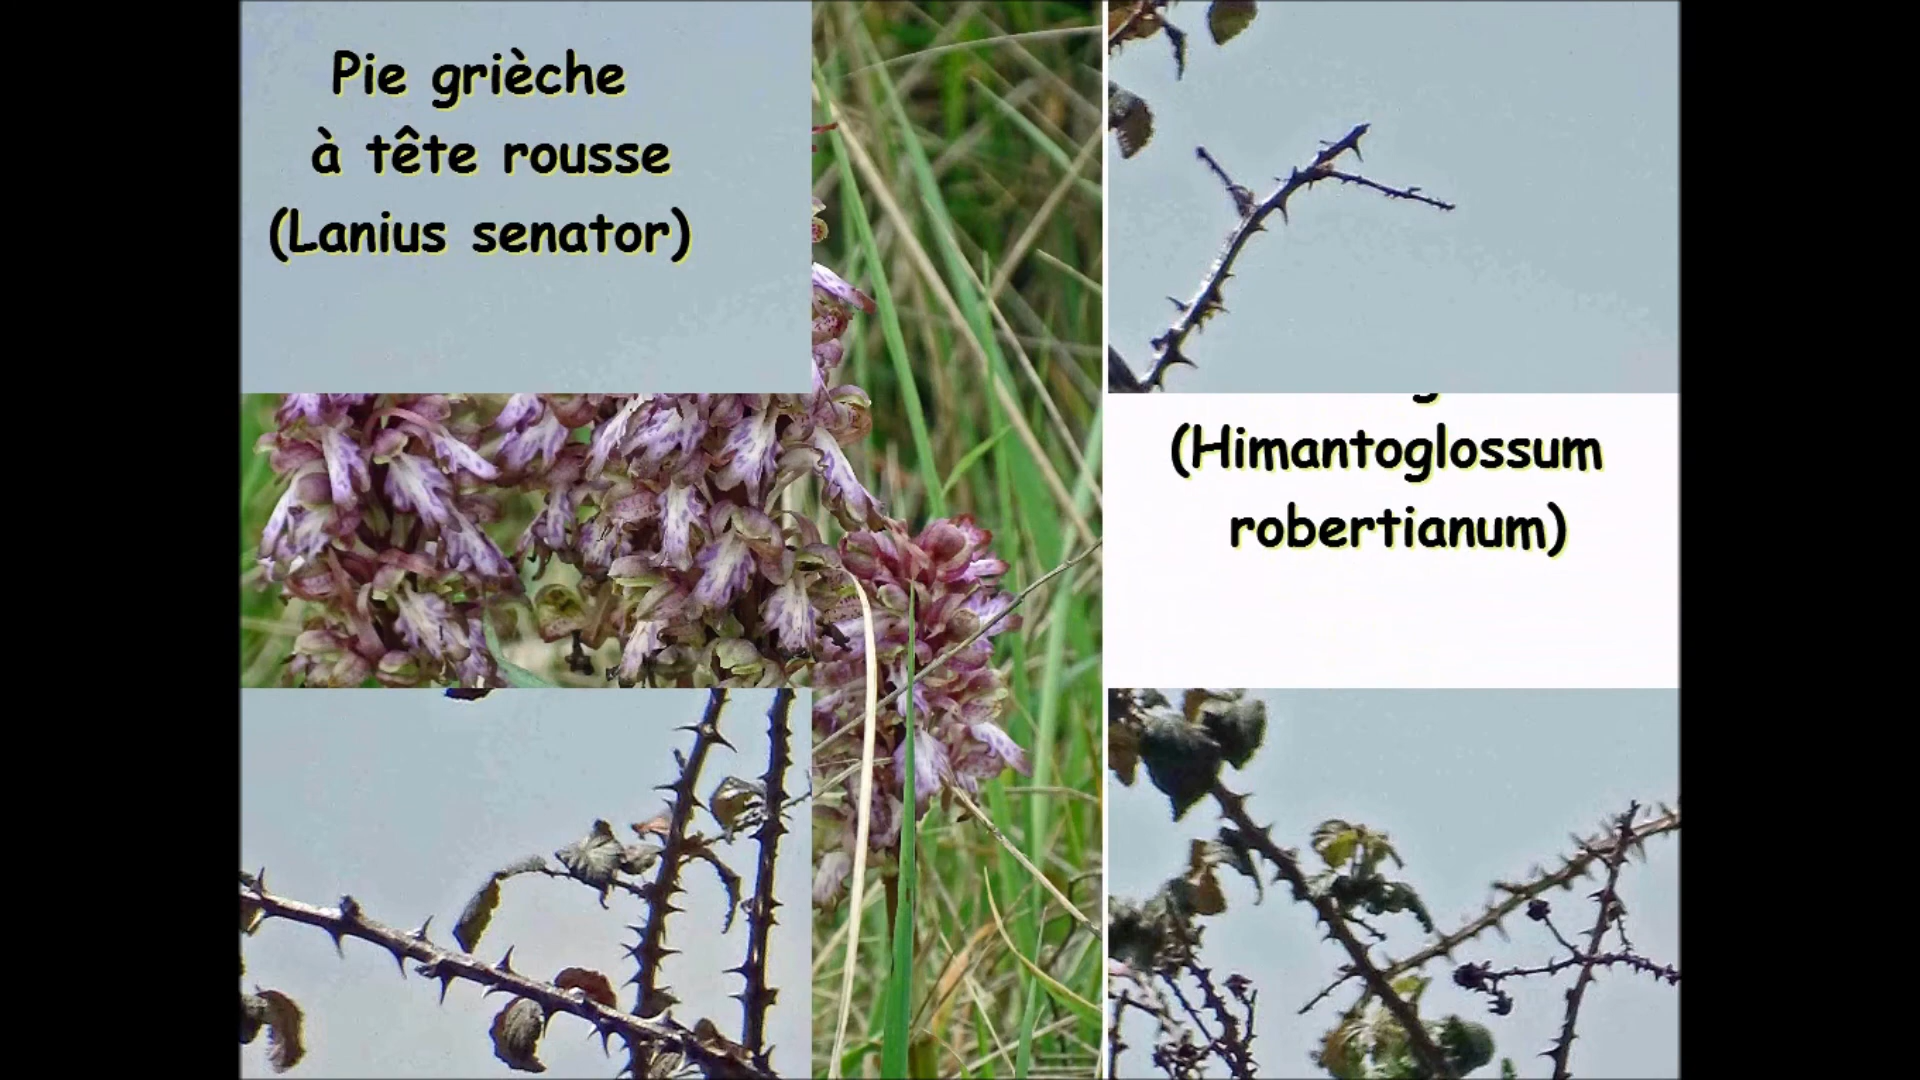 Pie grièche
à tête rousse
(Lanius senator)
(Himantoglossum
robertianum)